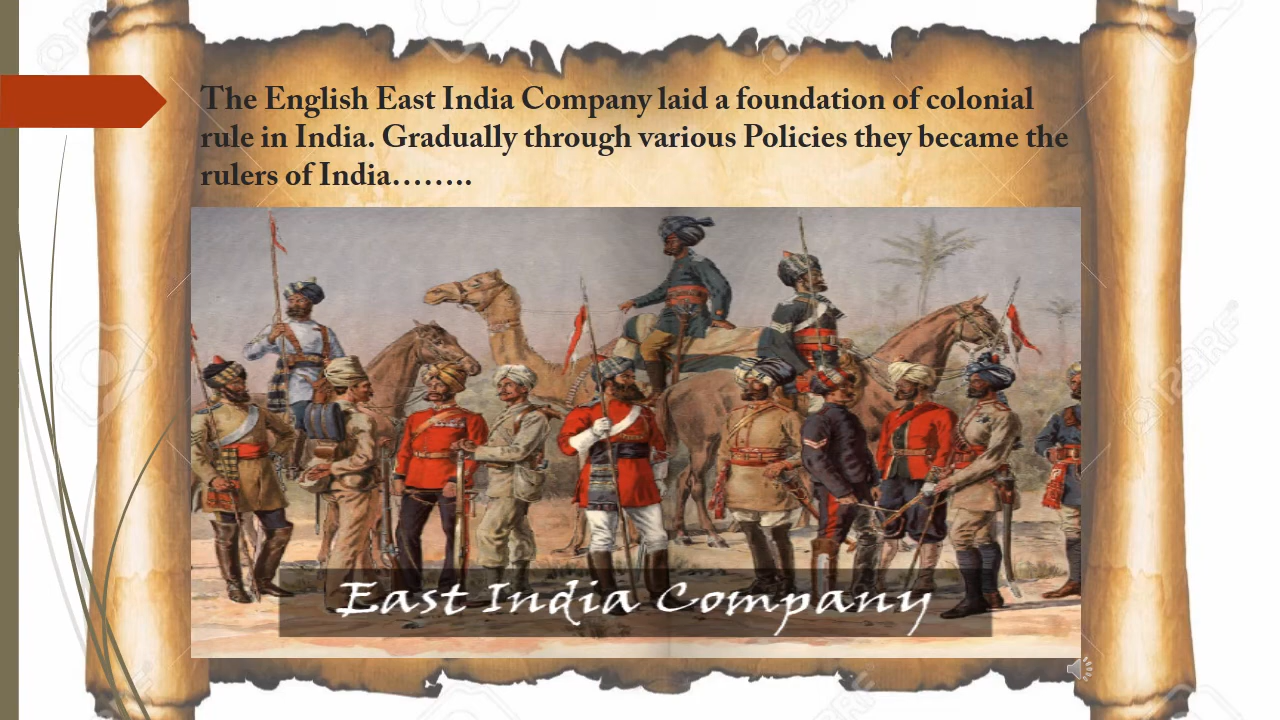 The English East India Company laid a foundation of colonial
rule in India. Gradually through various Policies they became the
rulers of India……..
East India Company
123RF